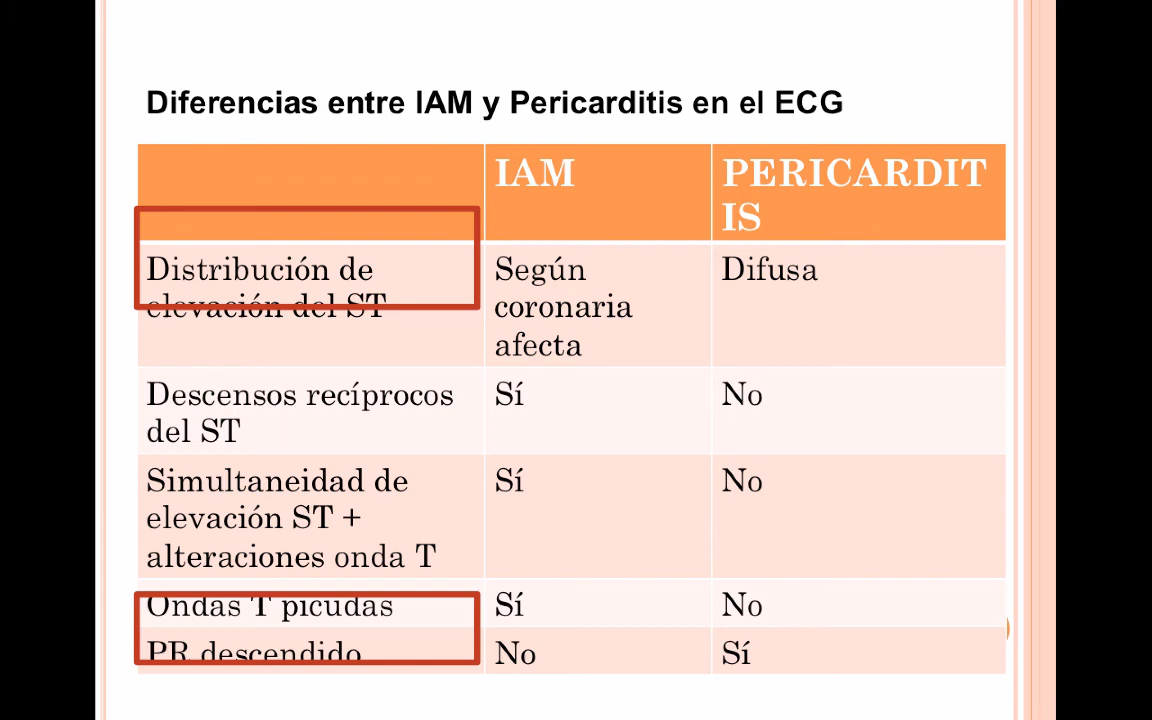 Diferencias entre IAM y Pericarditis en el ECG
IAM
PERICARDIT
IS
Distribución de
elevación del ST
Según
coronaria
afecta
Difusa
Descensos recíprocos
del ST
Sí
No
Simultaneidad de
elevación ST +
alteraciones onda T
Sí
No
Ondas T picudas
Sí
No
PR descendido
No
Sí